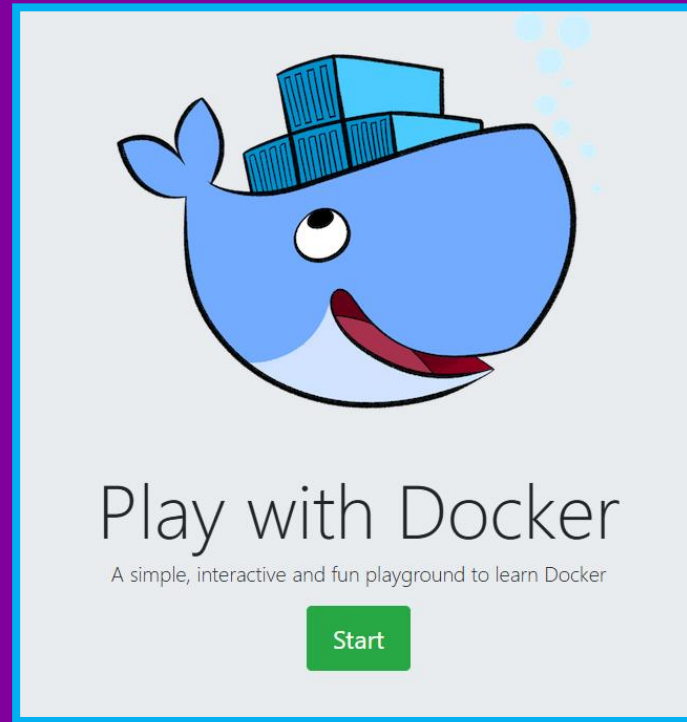 Play with Docker
A simple, interactive and fun playground to learn Docker
Start